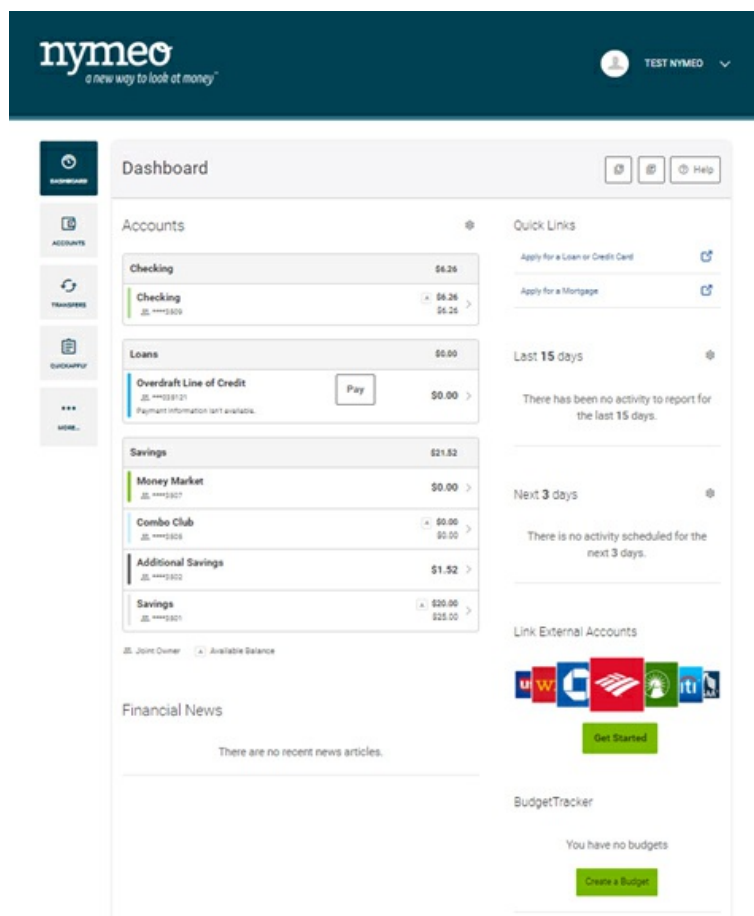 nymeo
a new way to look at money™
TEST NYMEO
DASHBOARD
ACCOUNTS
TRANSFERS
QUICKAPPLY
MORE...
Dashboard
Help
Accounts
Checking $6.26
Checking A $6.26
$6.26
Loans $0.00
Overdraft Line of Credit Pay $0.00
Payment information isn't available.
Savings $21.52
Money Market $0.00
Combo Club A $0.00
$0.00
Additional Savings $1.52
Savings A $20.00
$25.00
Joint Owner A Available Balance
Financial News
There are no recent news articles.
Quick Links
Apply for a Loan or Credit Card
Apply for a Mortgage
Last 15 days
There has been no activity to report for
the last 15 days.
Next 3 days
There is no activity scheduled for the
next 3 days.
Link External Accounts
citi
Get Started
BudgetTracker
You have no budgets
Create a Budget